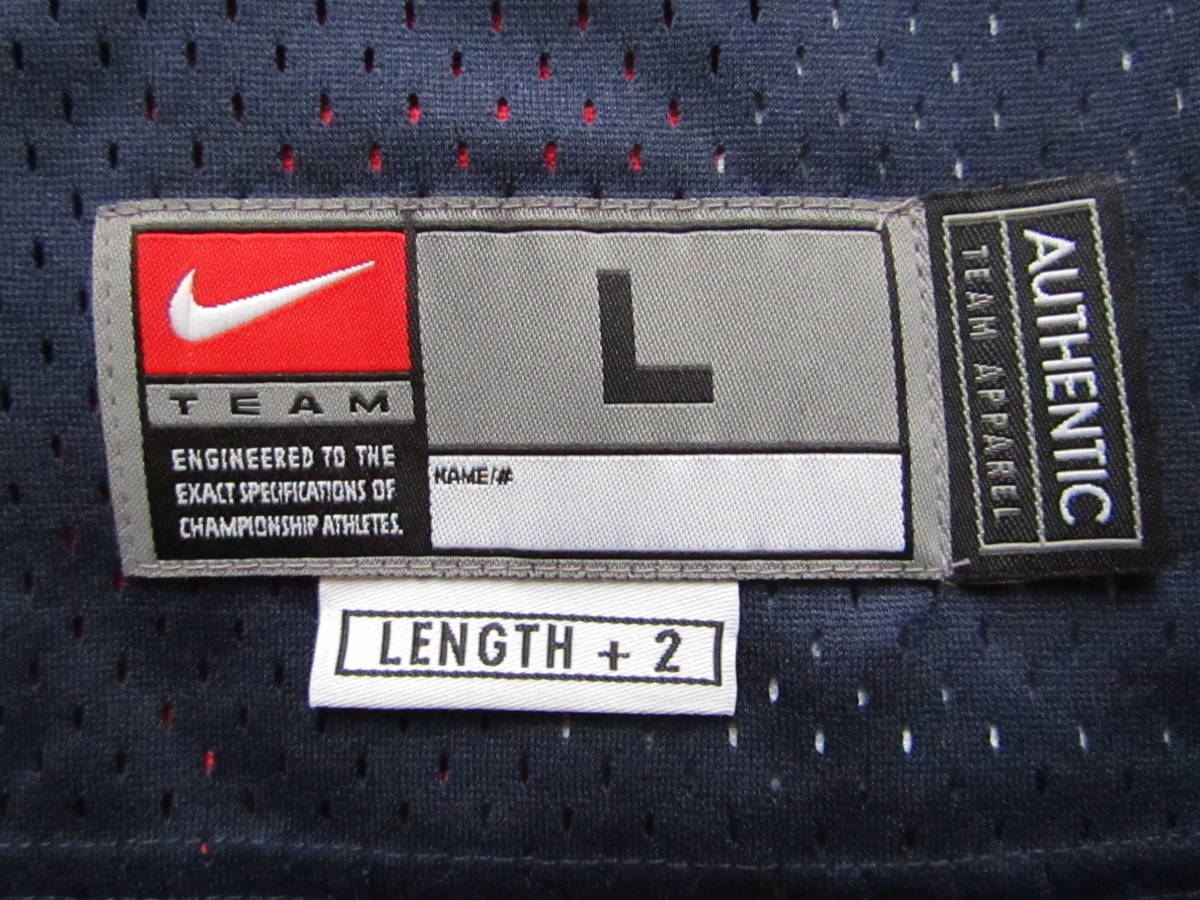 L
TEAM
ENGINEERED TO THE
EXACT SPECIFICATIONS OF
CHAMPIONSHIP ATHLETES.
NAME/#
AUTHENTIC
TEAM APPAREL
LENGTH + 2